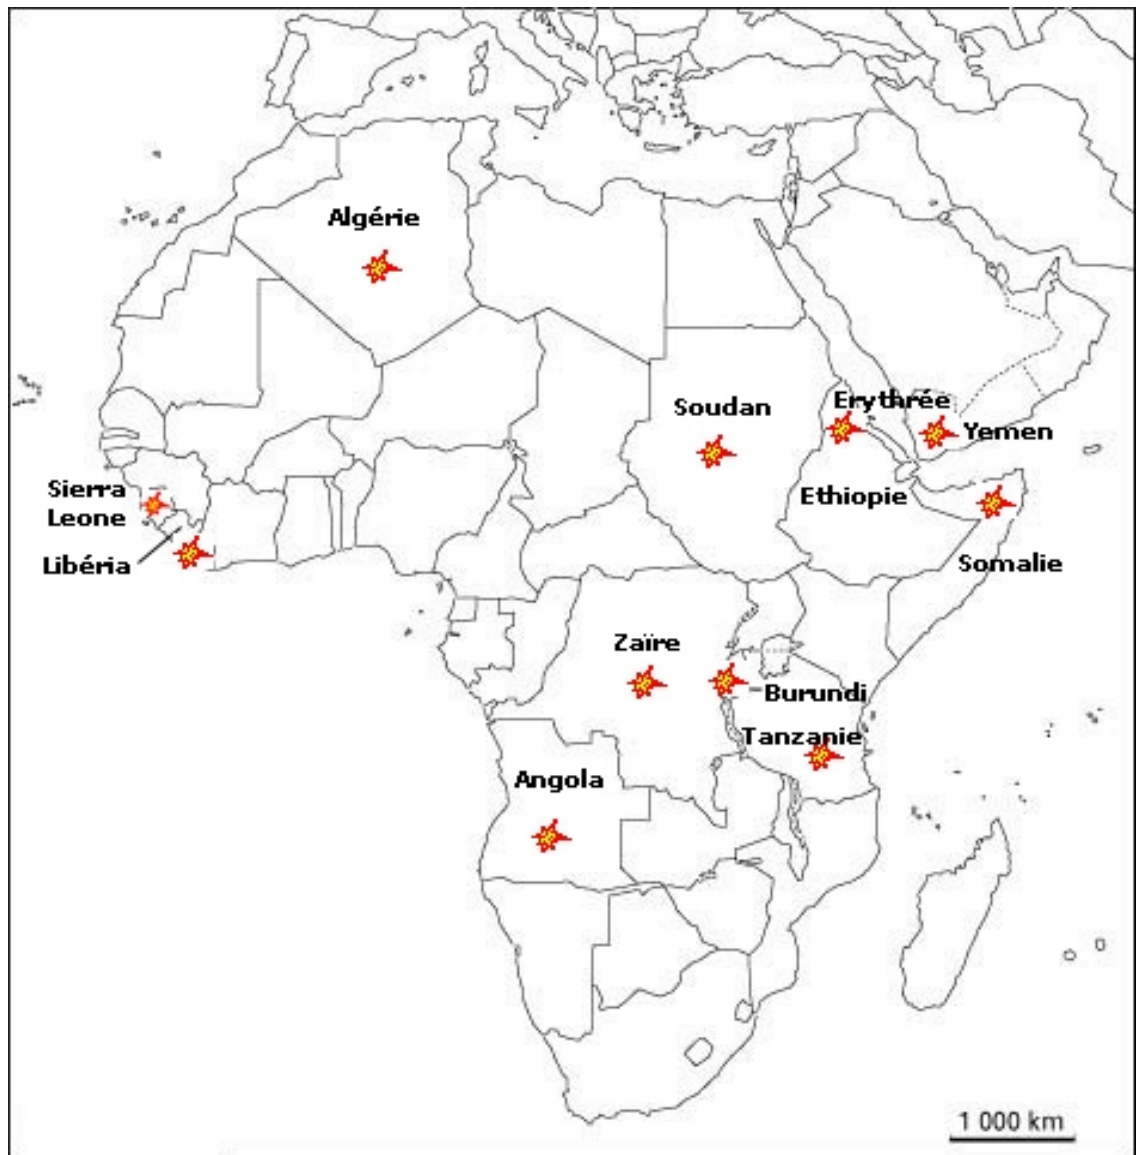 Algérie
Erythrée
Soudan
Yemen
Sierra
Leone
Ethiopie
Libéria
Somalie
Zaïre
Burundi
Tanzanie
Angola
1 000 km